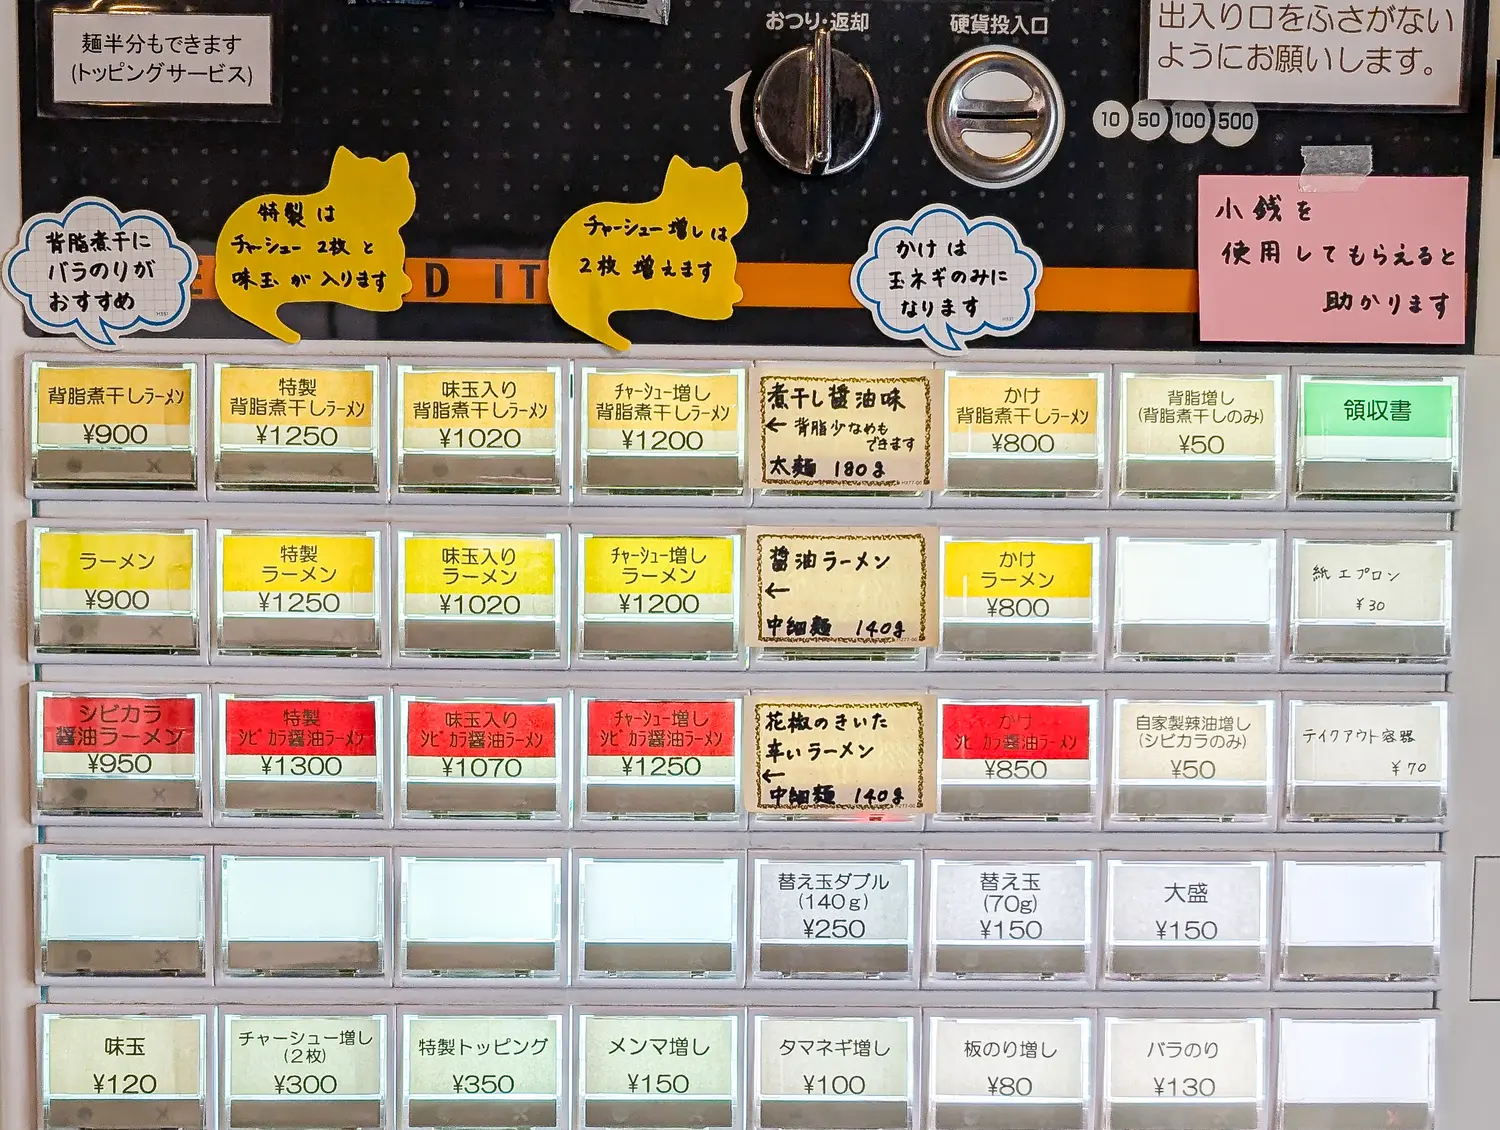 麺半分もできます
(トッピングサービス)
おつり・返却
硬貨投入口
出入り口をふさがない
ようにお願いします。
10 50 100 500
背脂煮干に
バラのりが
おすすめ
特製は
チャーシュー2枚と
味玉が入ります
D IT
チャーシュー増しは
2枚増えます
かけは
玉ネギのみに
なります
小銭を
使用してもらえると
助かります
背脂煮干しラーメン
¥900
特製
背脂煮干しラーメン
¥1250
味玉入り
背脂煮干しラーメン
¥1020
チャーシュー増し
背脂煮干しラーメン
¥1200
煮干し醤油味
← 背脂少なめも
できます
太麺 180g
かけ
背脂煮干しラーメン
¥800
背脂増し
(背脂煮干しのみ)
¥50
領収書
ラーメン
¥900
特製
ラーメン
¥1250
味玉入り
ラーメン
¥1020
チャーシュー増し
ラーメン
¥1200
醤油ラーメン
←
中細麺 140g
かけ
ラーメン
¥800
紙エプロン
¥30
シビカラ
醤油ラーメン
¥950
特製
シビカラ醤油ラーメン
¥1300
味玉入り
シビカラ醤油ラーメン
¥1070
チャーシュー増し
シビカラ醤油ラーメン
¥1250
花椒のきいた
辛いラーメン
←
中細麺 140g
かけ
シビカラ醤油ラーメン
¥850
自家製辣油増し
(シビカラのみ)
¥50
テイクアウト容器
¥70
替え玉ダブル
(140g)
¥250
替え玉
(70g)
¥150
大盛
¥150
味玉
¥120
チャーシュー増し
(2枚)
¥300
特製トッピング
¥350
メンマ増し
¥150
タマネギ増し
¥100
板のり増し
¥80
バラのり
¥130